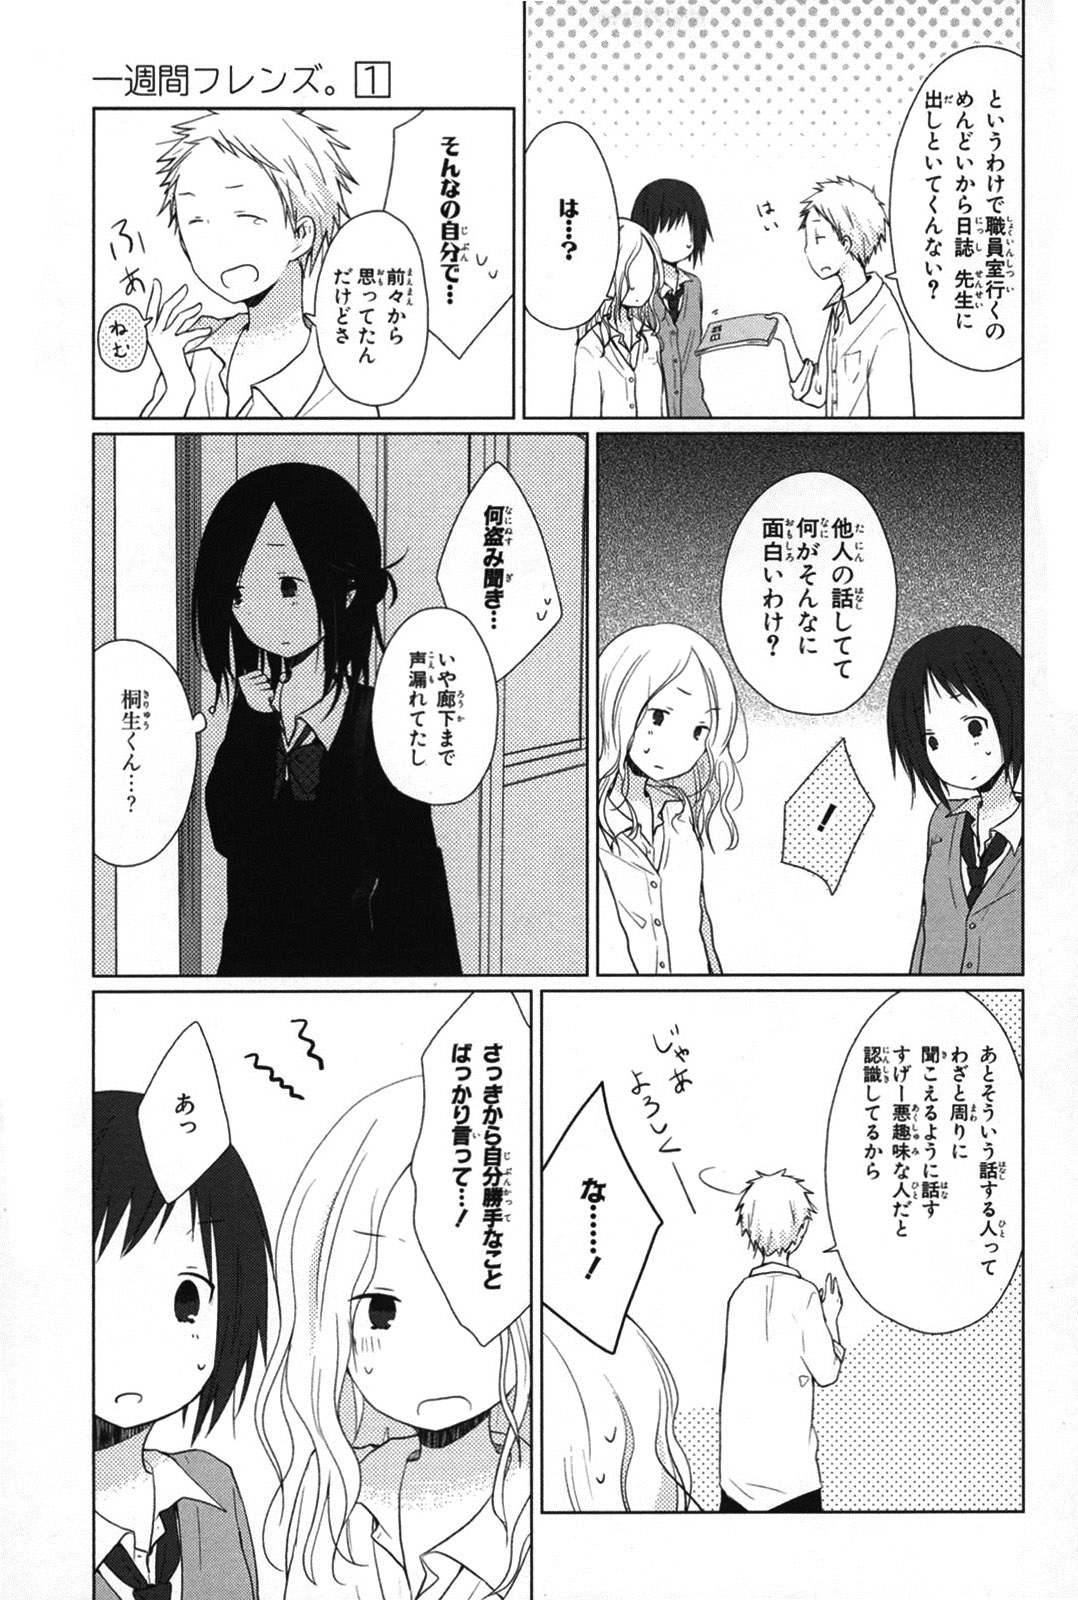 一週間フレンズ。1
というわけで職員室行くの
めんどいから日誌 先生に
出しといてくんない？
はい
は…？
そんなの自分で…
前々から
思ってたん
だけどさ
ふぁ
ねむ
他人の話してて
何がそんなに
面白いわけ？
！
何盗み聞き…
いや廊下まで
声漏れてたし
桐生くん…？
あとそういう話する人って
わざと周りに
聞こえるように話す
すげー悪趣味な人だと
認識してるから
じゃあ
よろしくー
な……！
さっきから自分勝手なこと
ばっかり言って…！
あっ